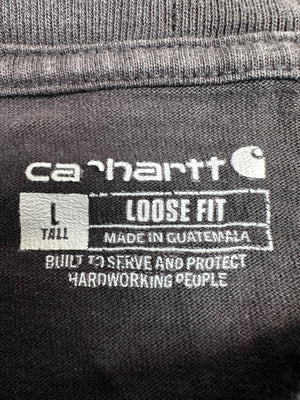 carhartt
L
TALL
LOOSE FIT
MADE IN GUATEMALA
BUILT TO SERVE AND PROTECT
HARDWORKING PEOPLE